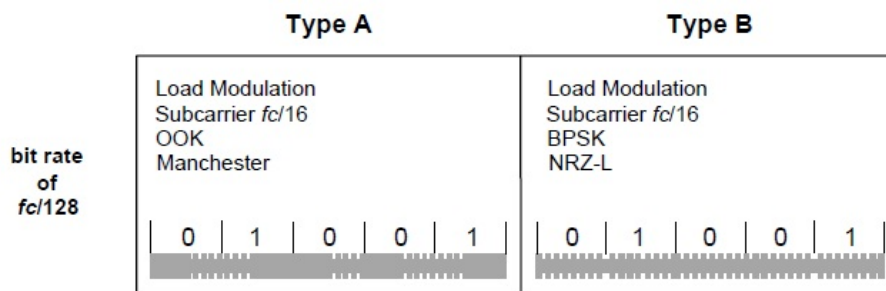 Type A
Type B
bit rate
of
fc/128
Load Modulation
Subcarrier fc/16
OOK
Manchester
0 1 0 0 1
Load Modulation
Subcarrier fc/16
BPSK
NRZ-L
0 1 0 0 1